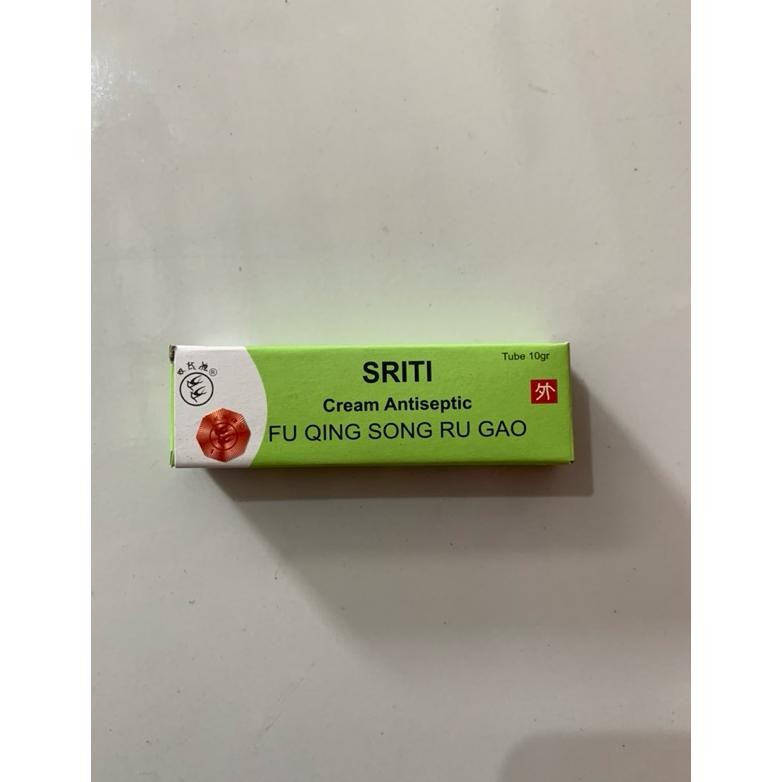 Tube 10gr
SRITI
®
Cream Antiseptic
外
FU QING SONG RU GAO